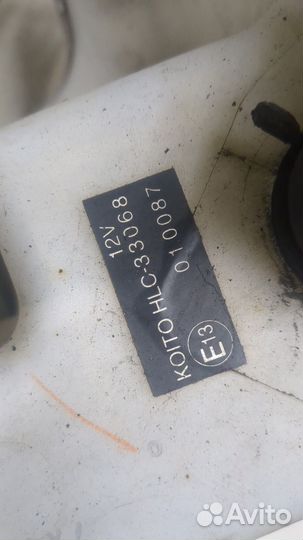 12V
KOITO HLC-33068
010087
E13
Avito